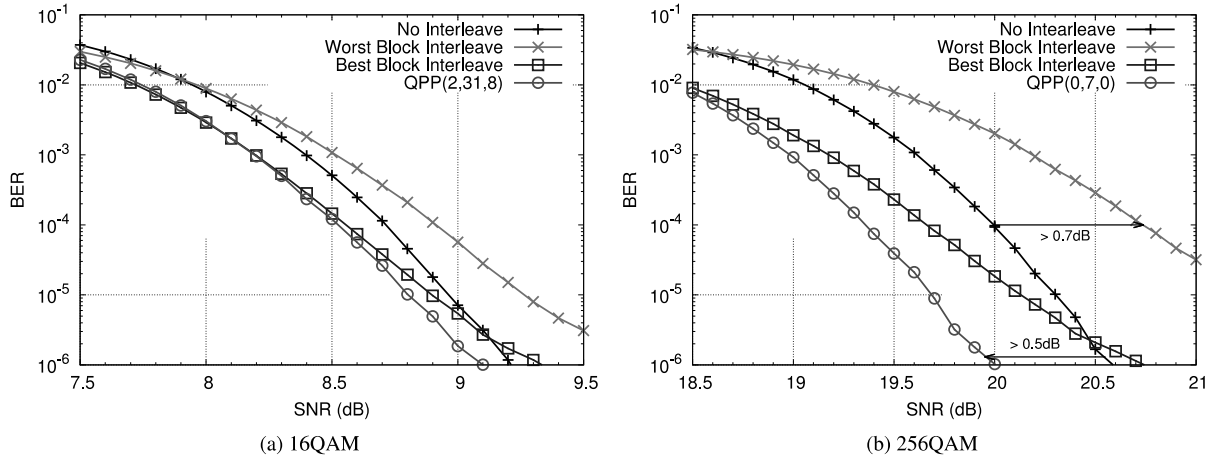 No Interleave
Worst Block Interleave
Best Block Interleave
QPP(2,31,8)
10^-1
10^-2
10^-3
10^-4
10^-5
10^-6
BER
7.5 8 8.5 9 9.5
SNR (dB)
(a) 16QAM
No Intearleave
Worst Block Interleave
Best Block Interleave
QPP(0,7,0)
10^-1
10^-2
10^-3
10^-4
10^-5
10^-6
BER
> 0.7dB
> 0.5dB
18.5 19 19.5 20 20.5 21
SNR (dB)
(b) 256QAM